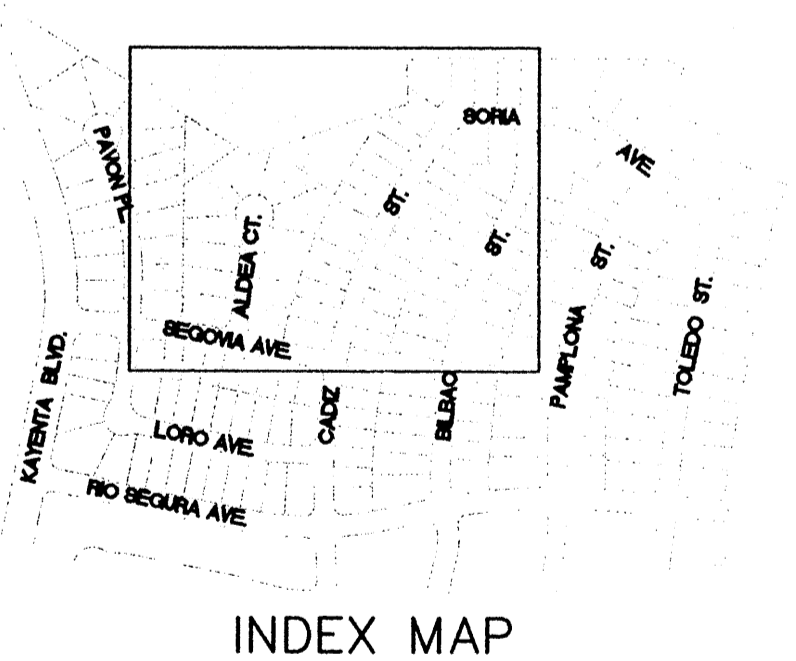 SORIA
AVE
PAVON PL.
ST.
ST.
ST.
ALDEA CT.
TOLEDO ST.
SEGOVIA AVE.
PAMPLONA
KAYENTA BLVD.
CADIZ
BILBAO
LORO AVE.
RIO SEGURA AVE.
INDEX MAP